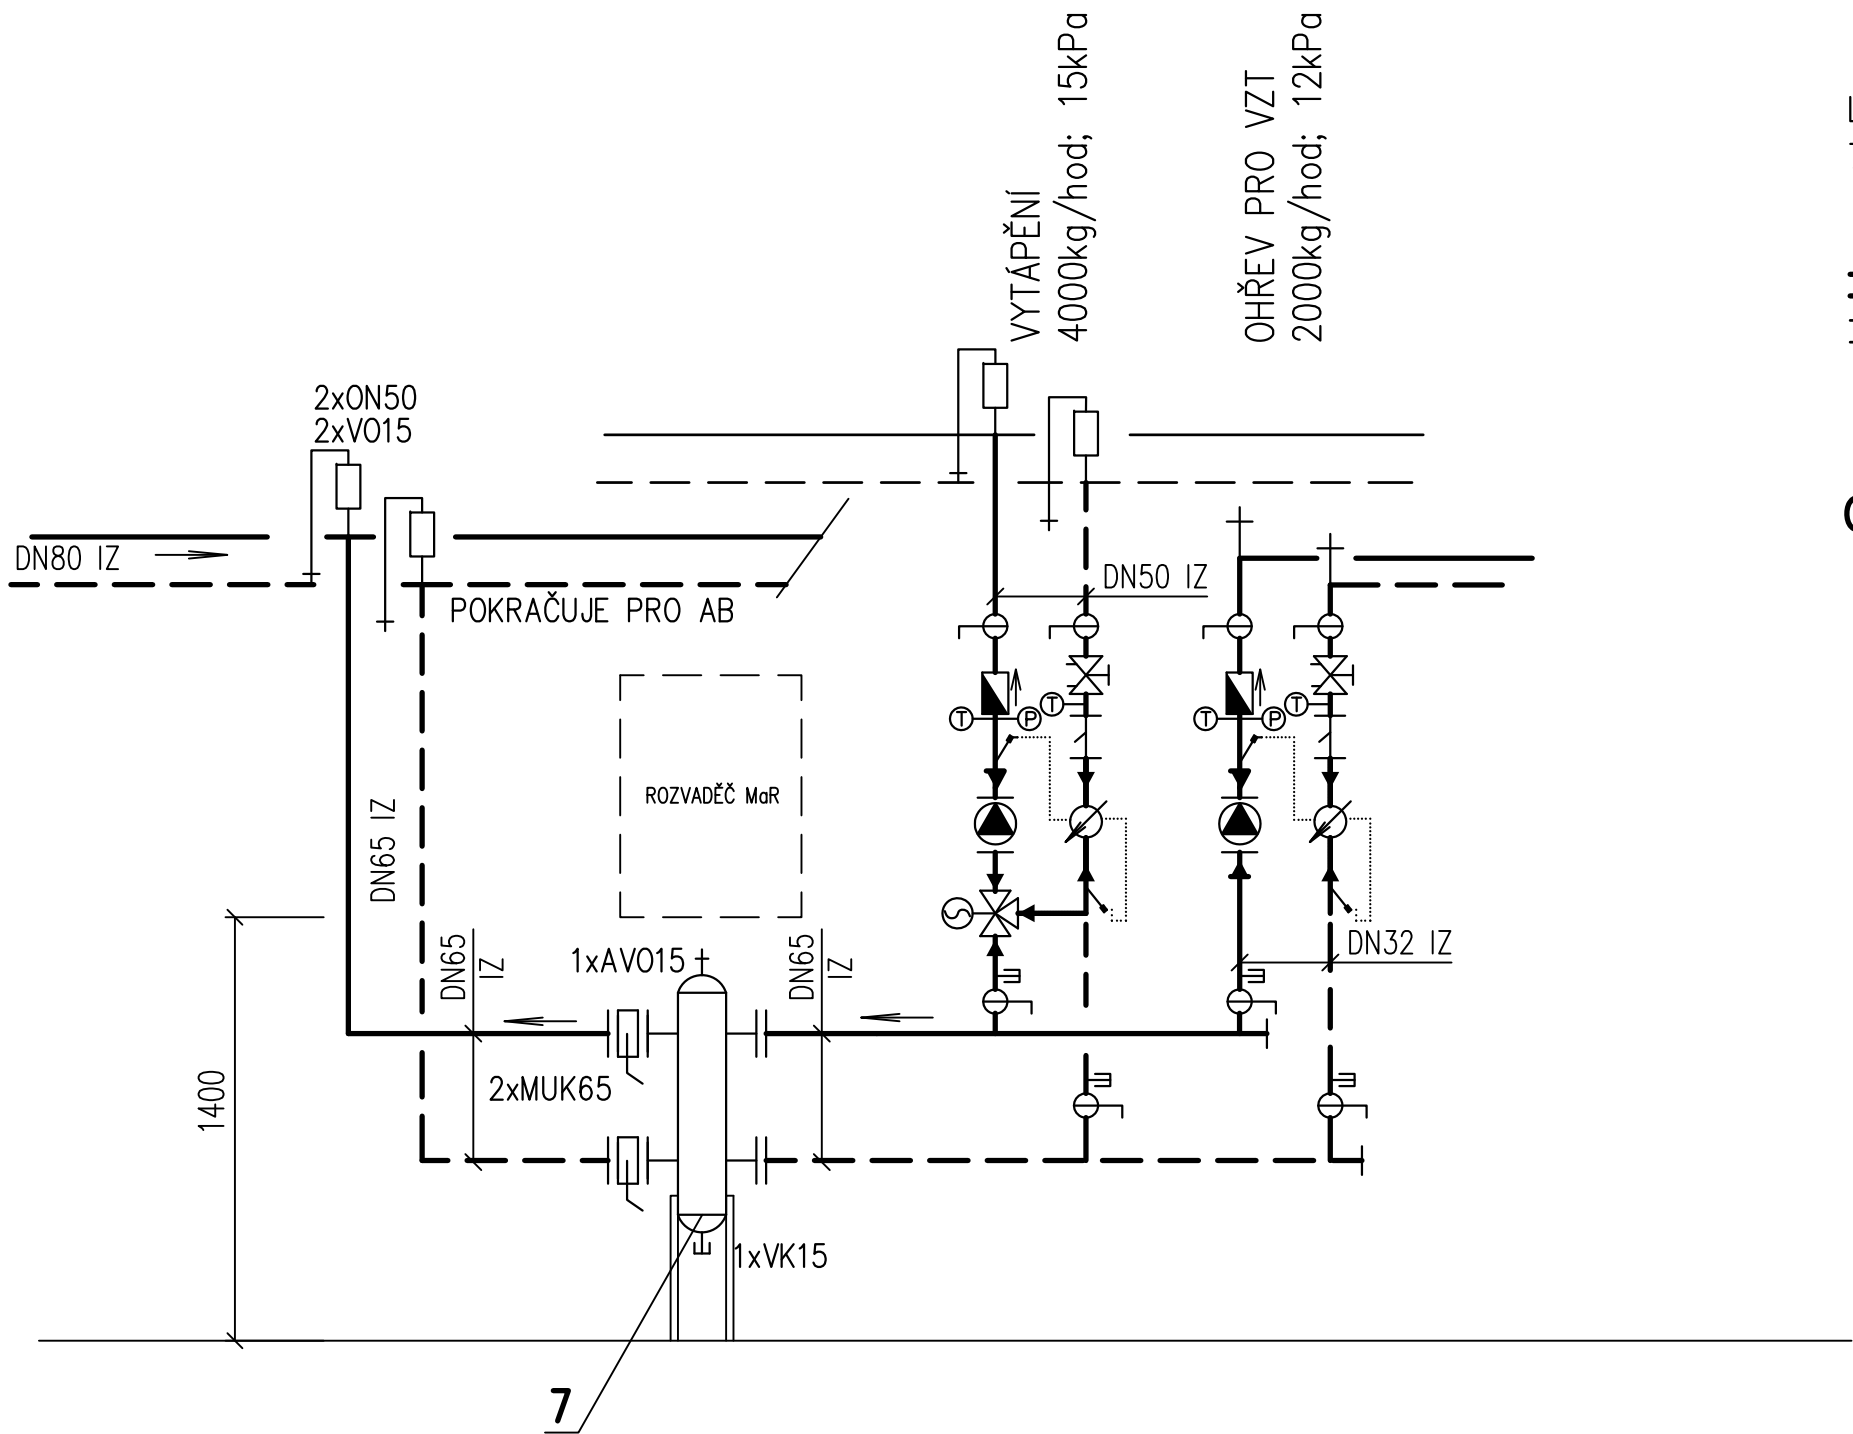 VYTÁPĚNÍ
4000kg/hod; 15kPa
OHŘEV PRO VZT
2000kg/hod; 12kPa
2xON50
2xVO15
DN80 IZ
POKRAČUJE PRO AB
DN50 IZ
T
P
T
T
P
T
ROZVADĚČ MaR
DN65 IZ
DN65
IZ
1xAVO15
DN65
IZ
DN32 IZ
2xMUK65
1400
1xVK15
7